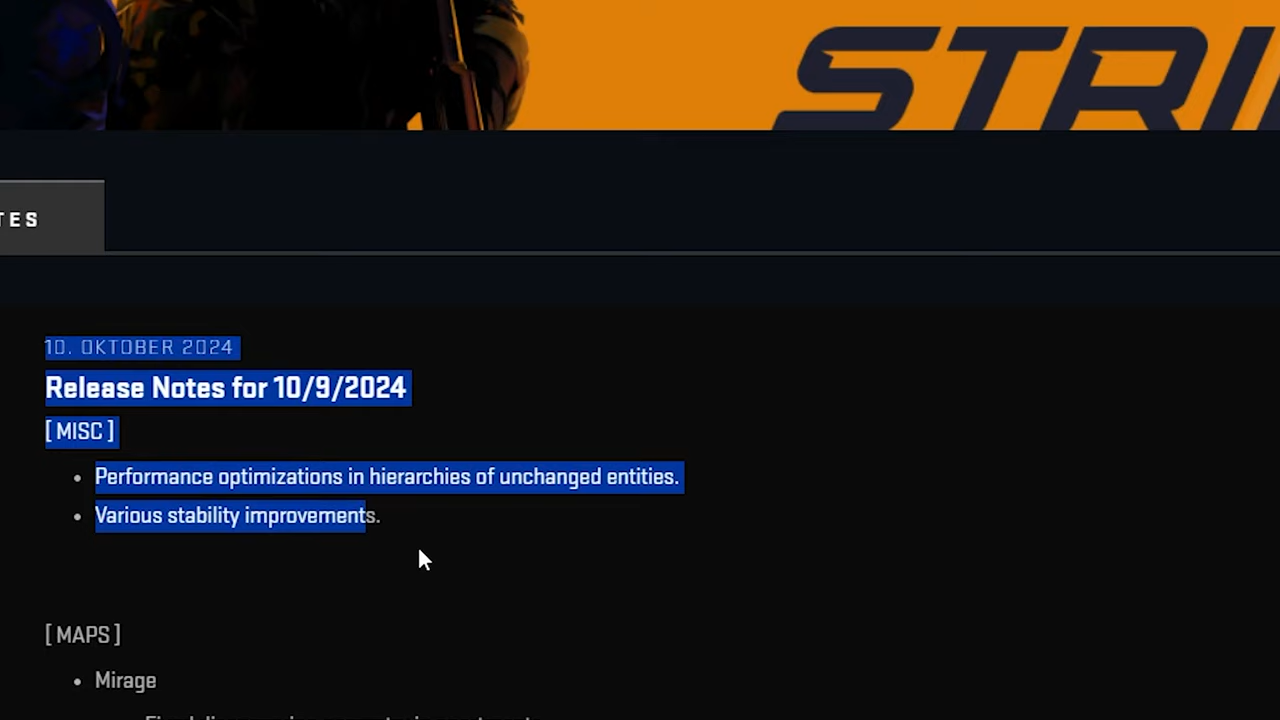 STRI
TES
10. OKTOBER 2024
Release Notes for 10/9/2024
[ MISC ]
Performance optimizations in hierarchies of unchanged entities.
Various stability improvements.
[ MAPS ]
Mirage